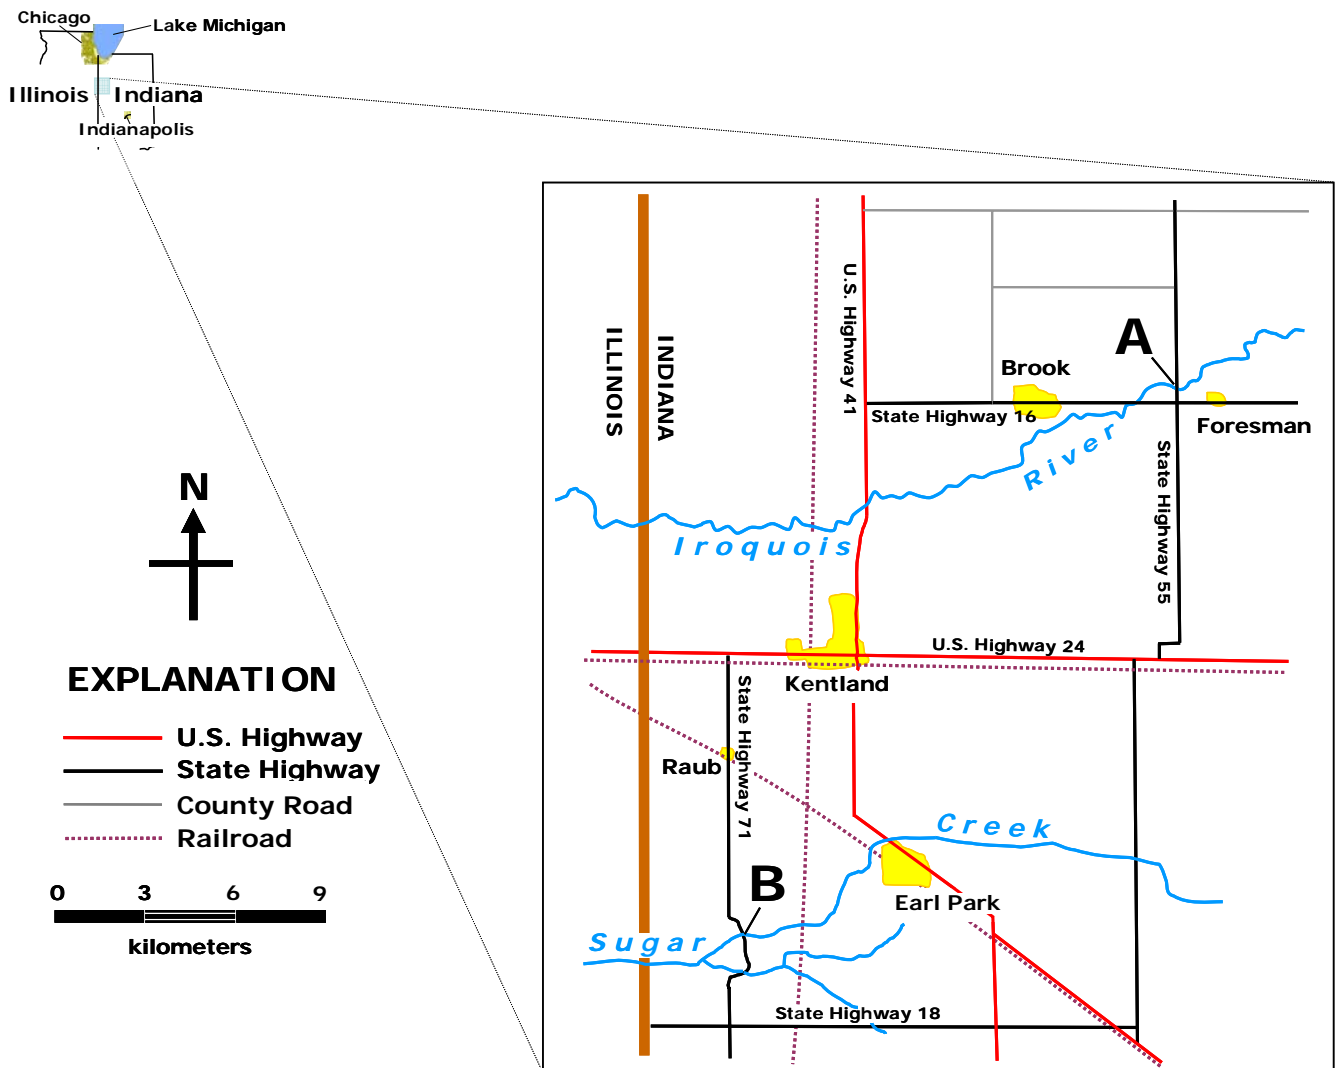 Chicago
Lake Michigan
Illinois
Indiana
Indianapolis
N
EXPLANATION
U.S. Highway
State Highway
County Road
Railroad
0 3 6 9
kilometers
ILLINOIS
INDIANA
U.S. Highway 41
A
Brook
State Highway 16
Foresman
River
State Highway 55
Iroquois
U.S. Highway 24
Kentland
State Highway 71
Raub
Creek
B
Earl Park
Sugar
State Highway 18